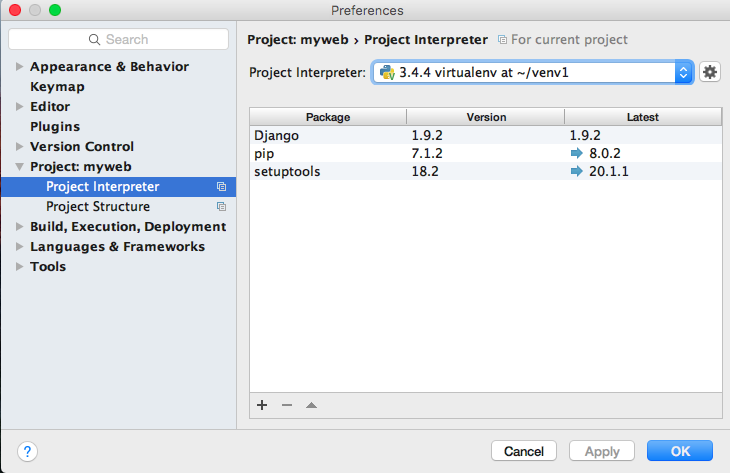 Preferences
Search
Appearance & Behavior
Keymap
Editor
Plugins
Version Control
Project: myweb
Project Interpreter
Project Structure
Build, Execution, Deployment
Languages & Frameworks
Tools
Project: myweb › Project Interpreter For current project
Project Interpreter: 3.4.4 virtualenv at ~/venv1
Package Version Latest
Django 1.9.2 1.9.2
pip 7.1.2 8.0.2
setuptools 18.2 20.1.1
? Cancel Apply OK